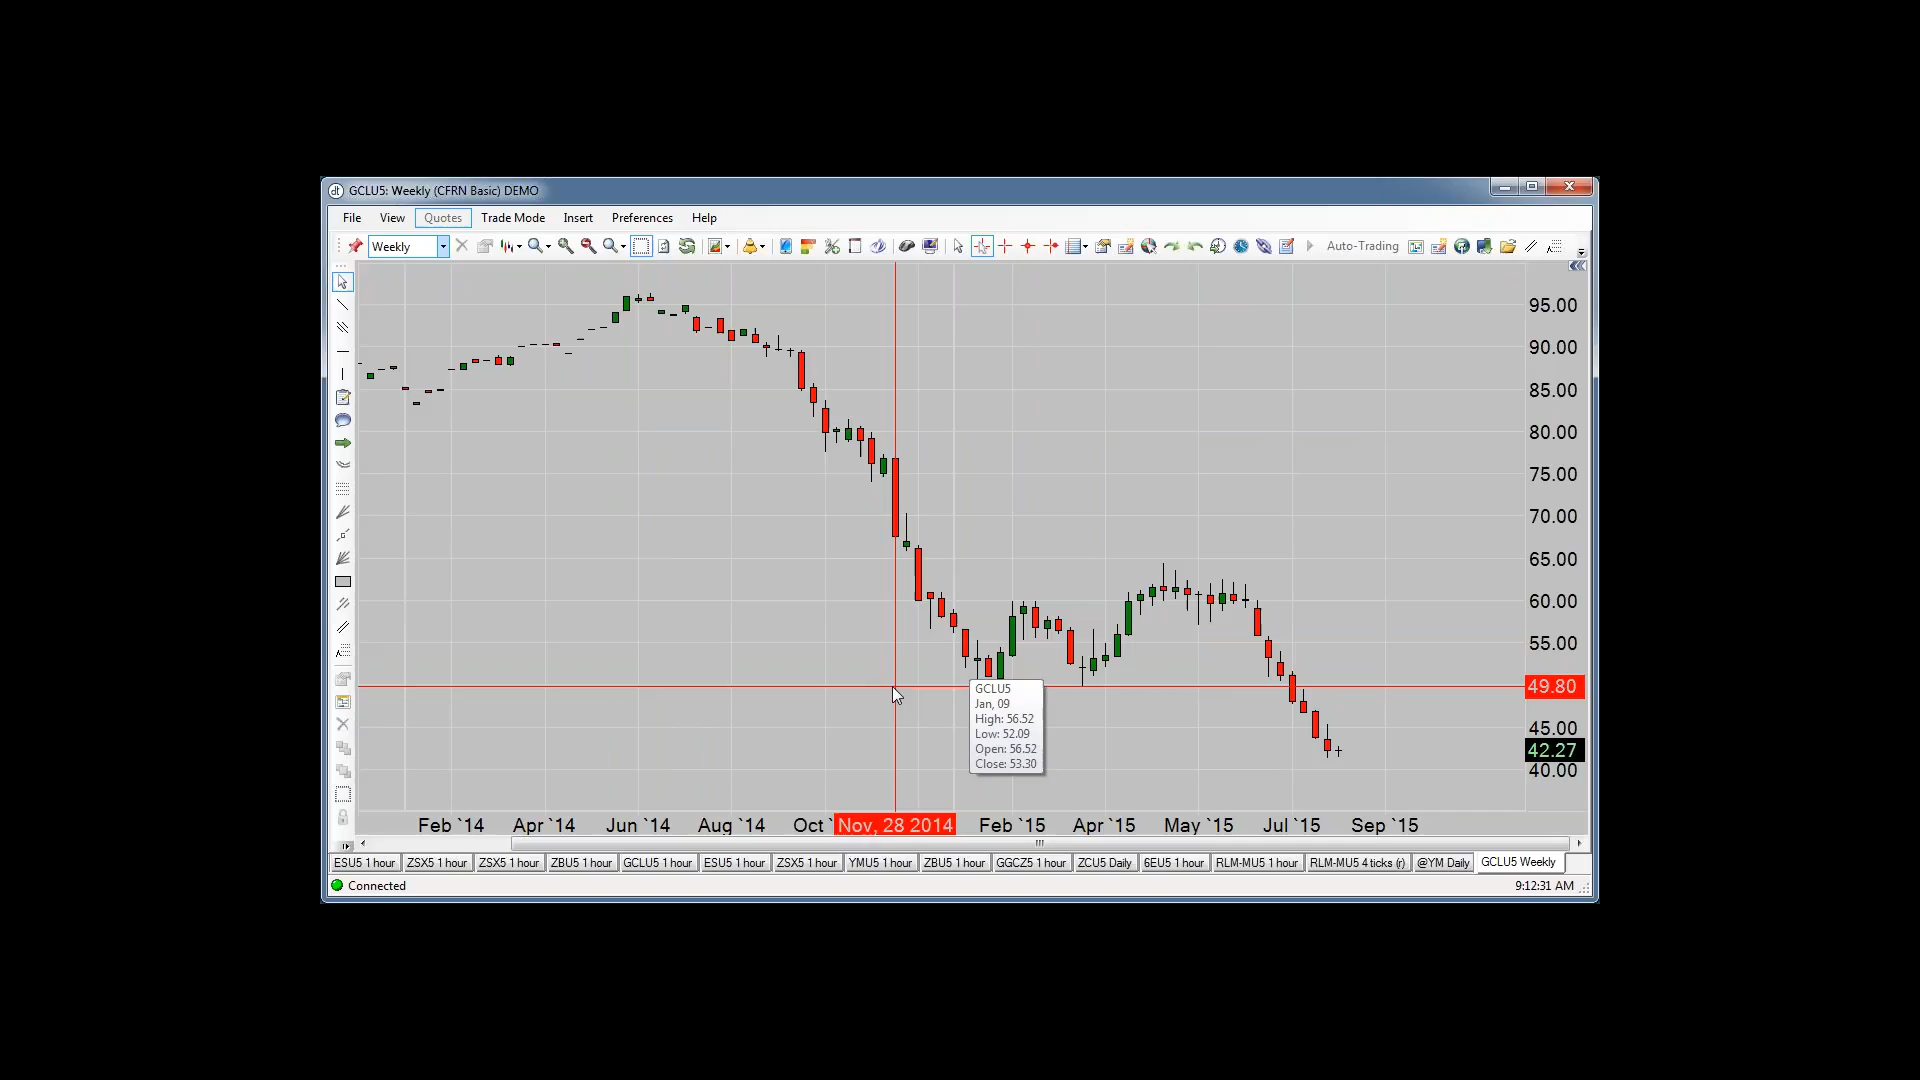 GCLU5: Weekly (CFRN Basic) DEMO
File View Quotes Trade Mode Insert Preferences Help
Weekly Auto-Trading
95.00
90.00
85.00
80.00
75.00
70.00
65.00
60.00
55.00
49.80
45.00
42.27
40.00
GCLU5
Jan, 09
High: 56.52
Low: 52.09
Open: 56.52
Close: 53.30
Feb `14 Apr `14 Jun `14 Aug `14 Oct ` Nov, 28 2014 Feb `15 Apr `15 May `15 Jul `15 Sep `15
ESU5 1 hour ZSX5 1 hour ZSX5 1 hour ZBU5 1 hour GCLU5 1 hour ESU5 1 hour ZSX5 1 hour YMU5 1 hour ZBU5 1 hour GGCZ5 1 hour ZCU5 Daily 6EU5 1 hour RLM-MU5 1 hour RLM-MU5 4 ticks (r) @YM Daily GCLU5 Weekly
Connected 9:12:31 AM